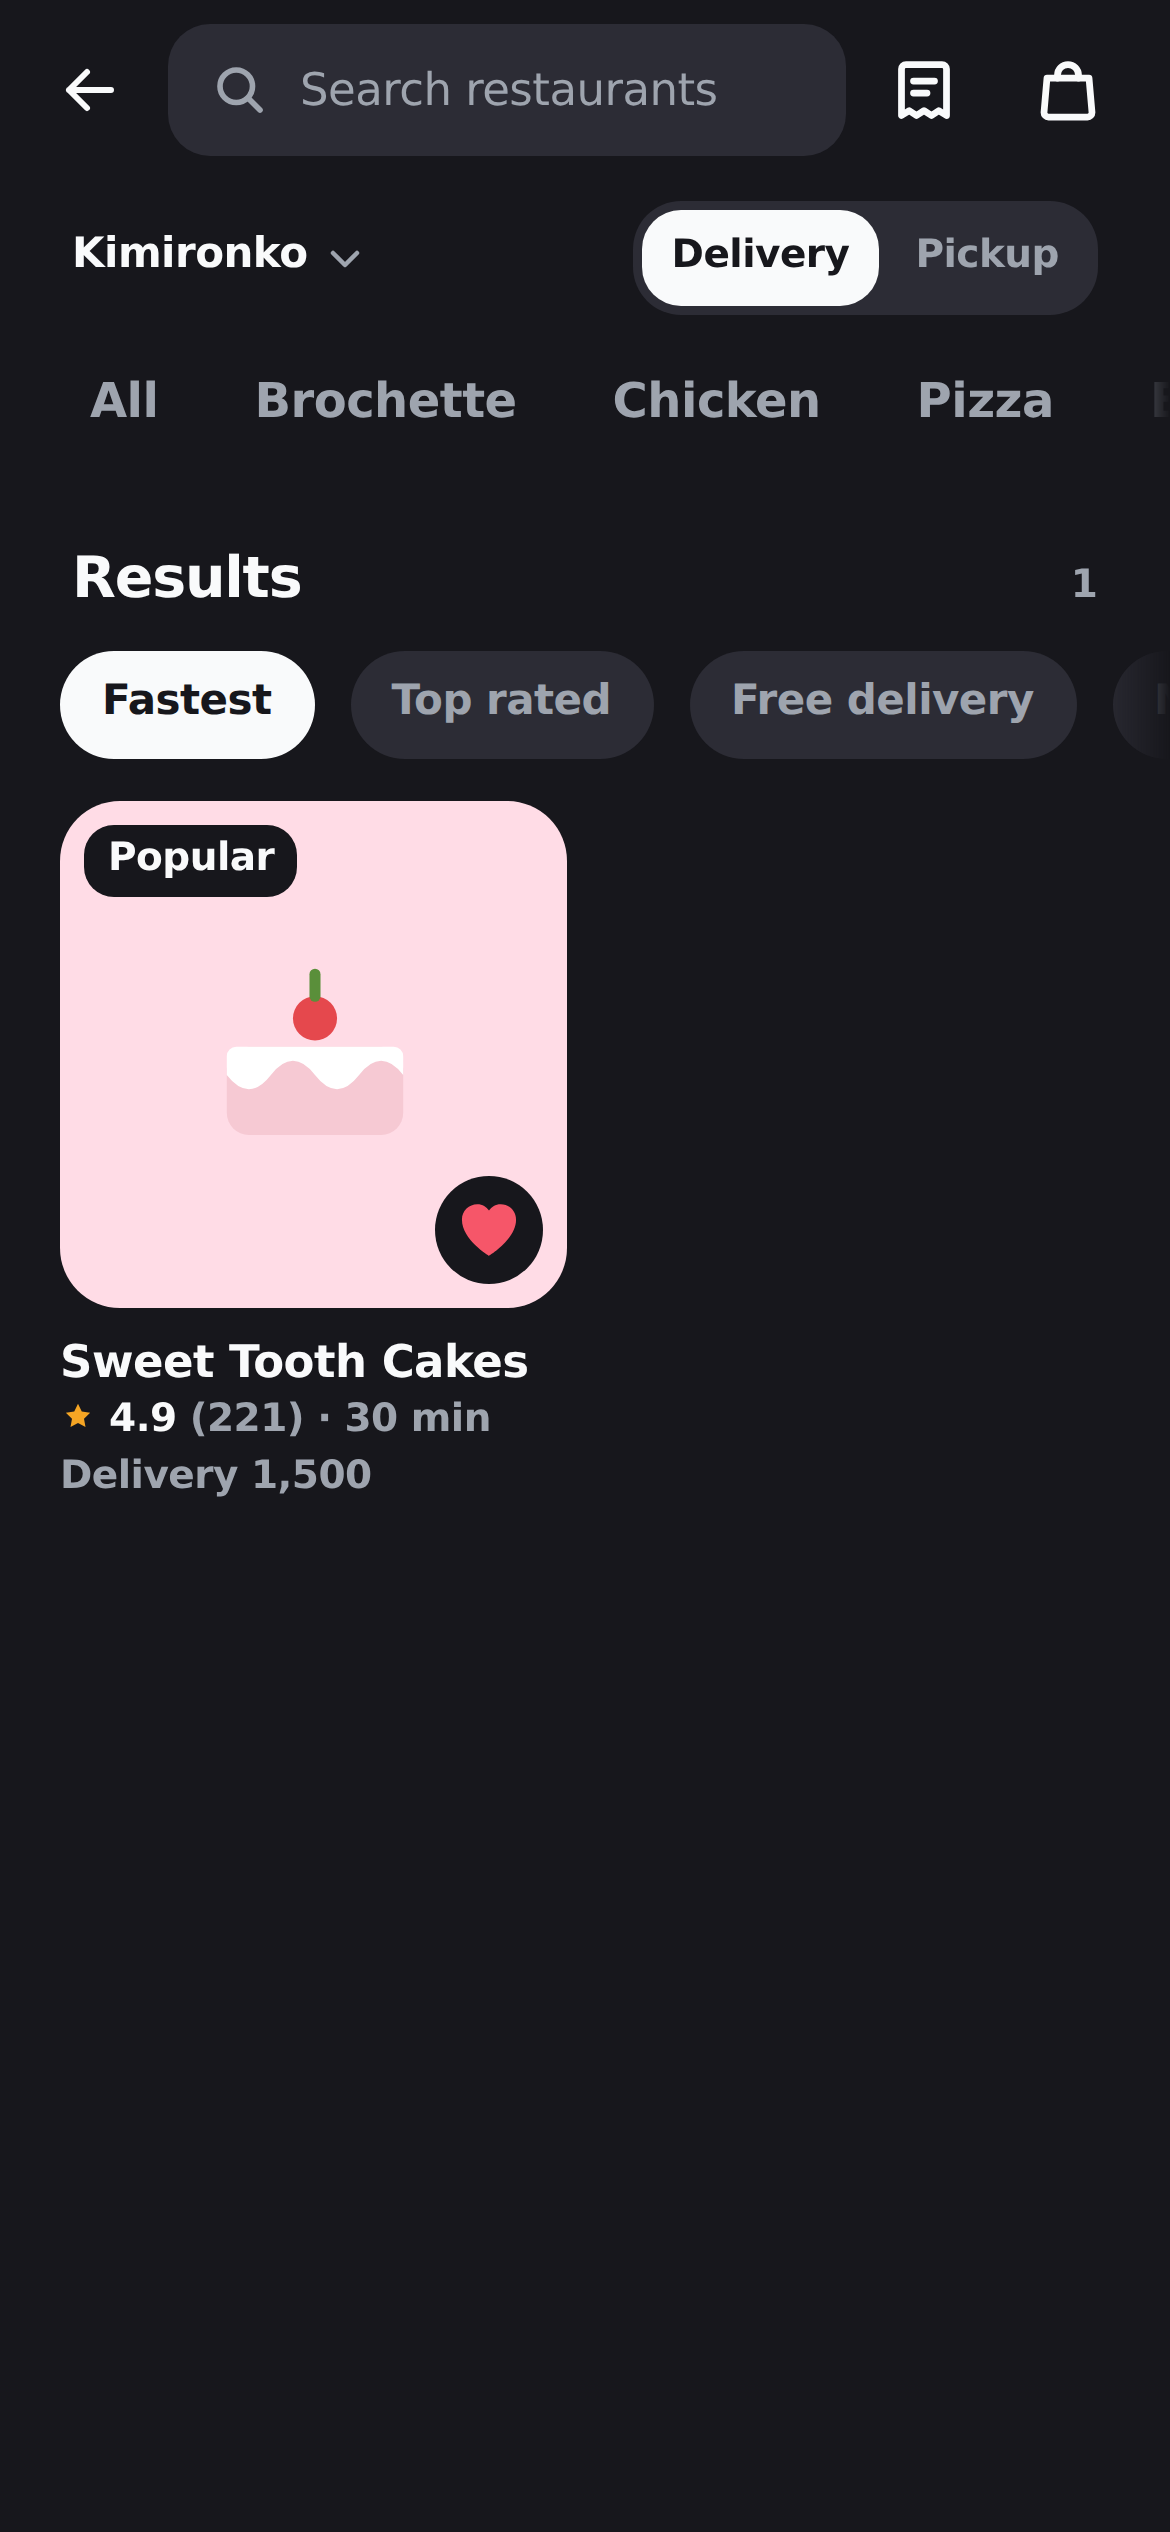 Search restaurants
Kimironko
Delivery
Pickup
All
Brochette
Chicken
Pizza
Results
1
Fastest
Top rated
Free delivery
Popular
Sweet Tooth Cakes
4.9 (221) · 30 min
Delivery 1,500